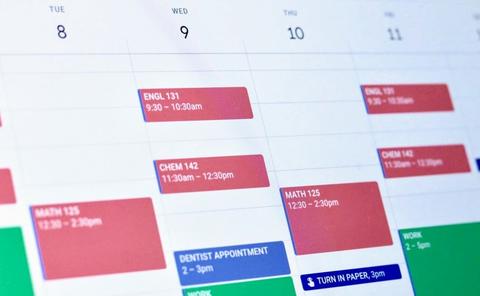 TUE
8
WED
9
THU
10
FRI
11
MATH 125
12:30 – 2:30pm
ENGL 131
9:30 – 10:30am
CHEM 142
11:30am – 12:30pm
DENTIST APPOINTMENT
2 – 3pm
WORK
MATH 125
12:30 – 2:30pm
TURN IN PAPER, 3pm
ENGL 131
9:30 – 10:30am
CHEM 142
11:30am – 12:30pm
WORK
2 – 5pm